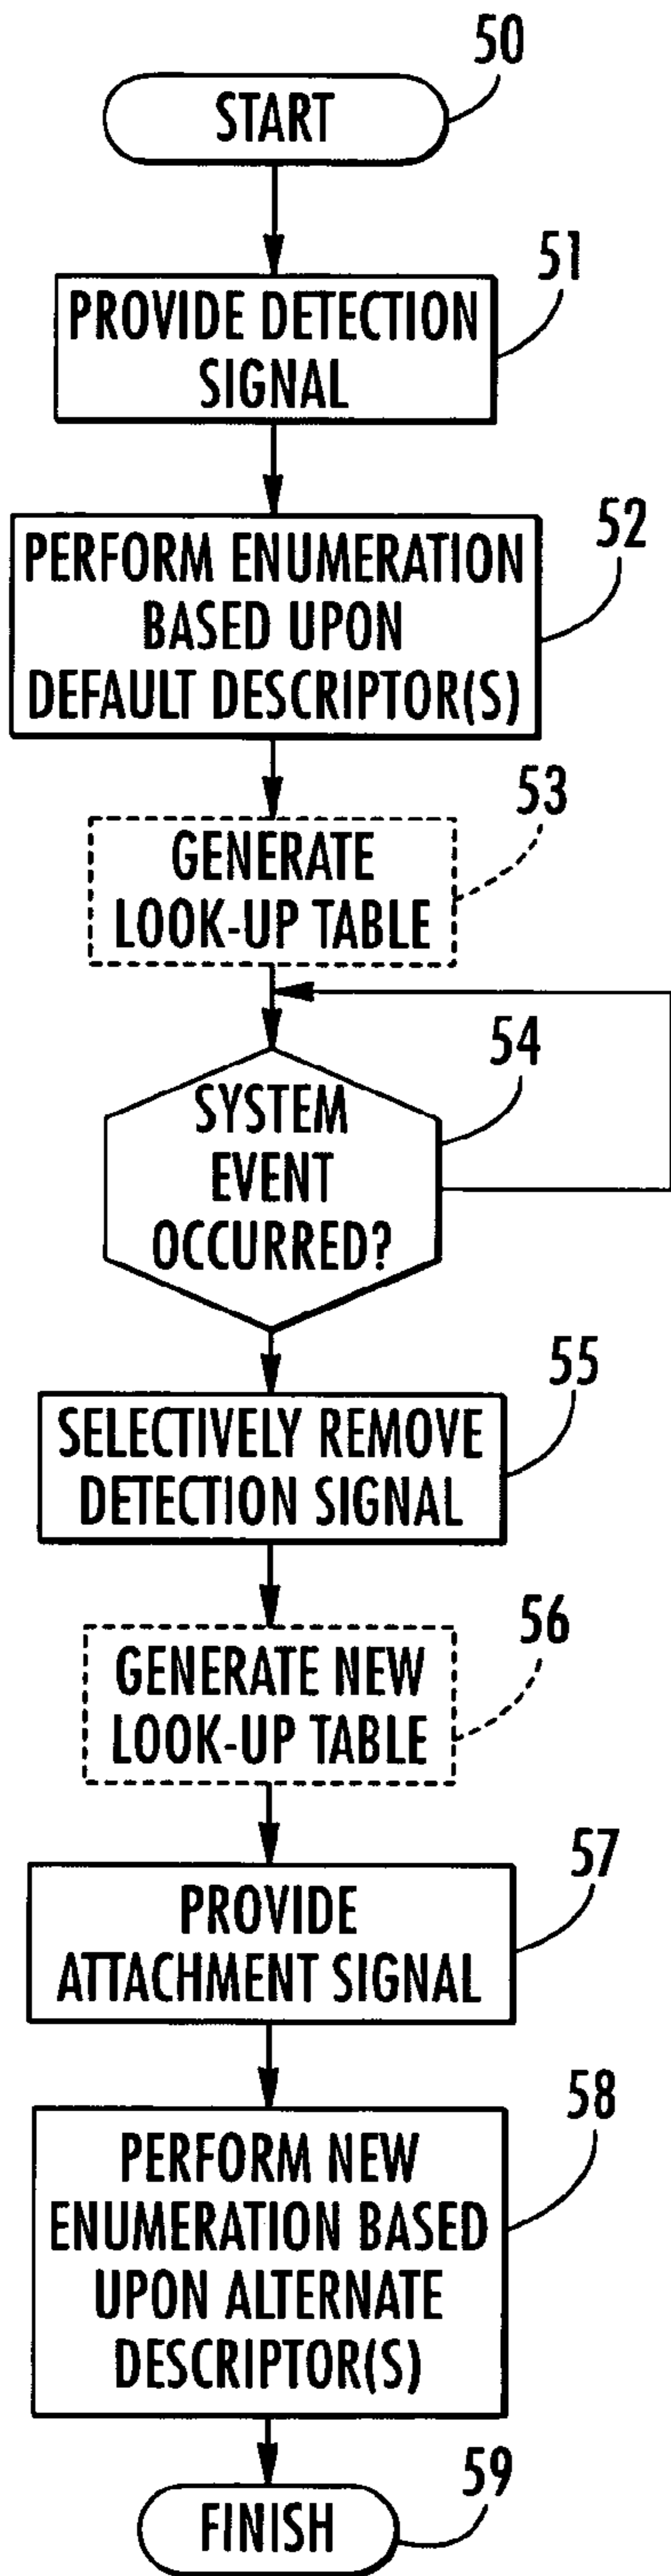 50
START
51
PROVIDE DETECTION
SIGNAL
52
PERFORM ENUMERATION
BASED UPON
DEFAULT DESCRIPTOR(S)
53
GENERATE
LOOK-UP TABLE
54
SYSTEM
EVENT
OCCURRED?
55
SELECTIVELY REMOVE
DETECTION SIGNAL
56
GENERATE NEW
LOOK-UP TABLE
57
PROVIDE
ATTACHMENT SIGNAL
58
PERFORM NEW
ENUMERATION BASED
UPON ALTERNATE
DESCRIPTOR(S)
59
FINISH